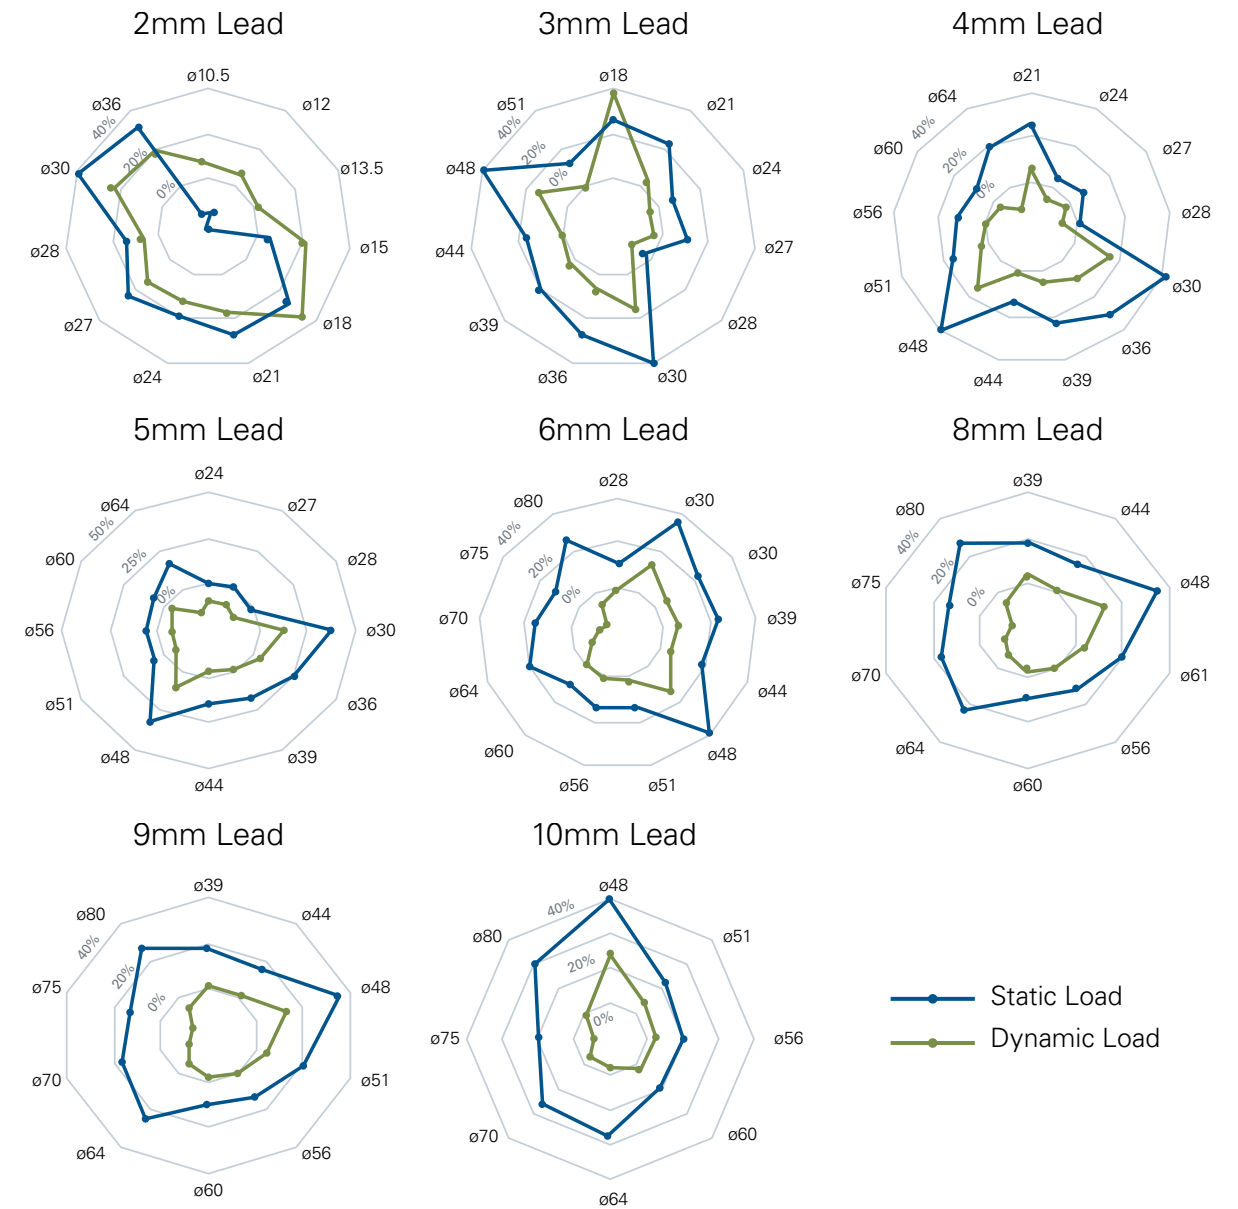 2mm Lead
3mm Lead
4mm Lead
ø10.5
ø12
ø13.5
ø15
ø18
ø21
ø24
ø27
ø28
ø30
ø36
40%
20%
0%
ø18
ø21
ø24
ø27
ø28
ø30
ø36
ø39
ø44
ø48
ø51
40%
20%
0%
ø21
ø24
ø27
ø28
ø30
ø36
ø39
ø44
ø48
ø51
ø56
ø60
ø64
40%
20%
0%
5mm Lead
6mm Lead
8mm Lead
ø24
ø27
ø28
ø30
ø36
ø39
ø44
ø48
ø51
ø56
ø60
ø64
50%
25%
0%
ø28
ø30
ø30
ø39
ø44
ø48
ø51
ø56
ø60
ø64
ø70
ø75
ø80
40%
20%
0%
ø39
ø44
ø48
ø61
ø56
ø60
ø64
ø70
ø75
ø80
40%
20%
0%
9mm Lead
10mm Lead
ø39
ø44
ø48
ø51
ø56
ø60
ø64
ø70
ø75
ø80
40%
20%
0%
ø48
ø51
ø56
ø60
ø64
ø70
ø75
ø80
40%
20%
0%
Static Load
Dynamic Load